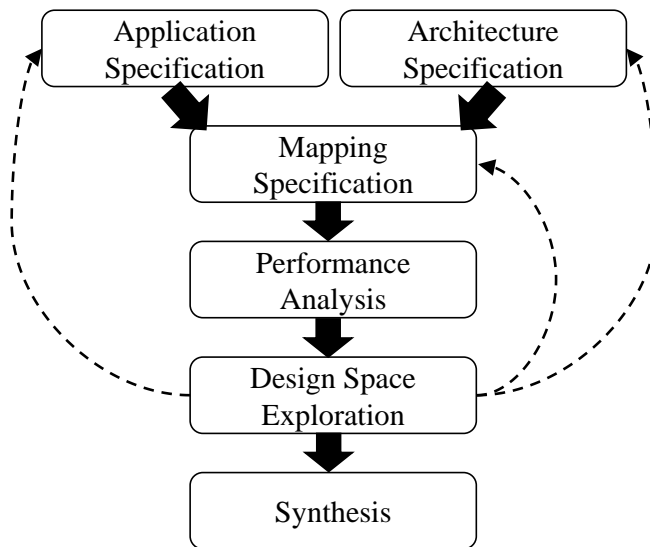 Application
Specification
Architecture
Specification
Mapping
Specification
Performance
Analysis
Design Space
Exploration
Synthesis